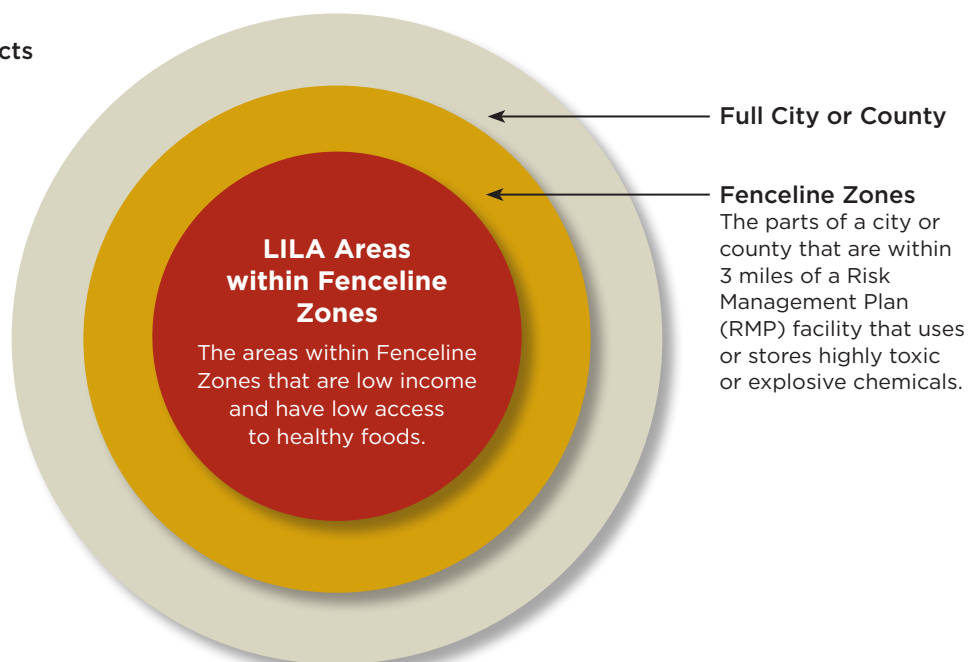 cts
Full City or County
Fenceline Zones
The parts of a city or
county that are within
3 miles of a Risk
Management Plan
(RMP) facility that uses
or stores highly toxic
or explosive chemicals.
LILA Areas
within Fenceline
Zones
The areas within Fenceline
Zones that are low income
and have low access
to healthy foods.